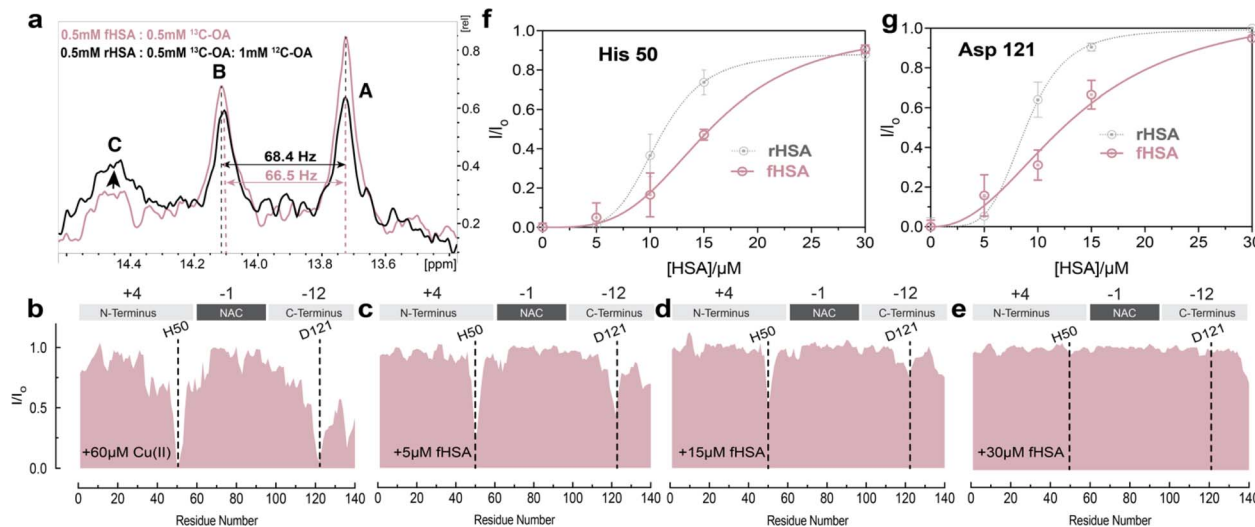 a
0.5mM fHSA : 0.5mM ¹³C-OA
0.5mM rHSA : 0.5mM ¹³C-OA: 1mM ¹²C-OA
[rel]
B
A
C
68.4 Hz
66.5 Hz
0.8
0.7
0.6
0.5
0.4
0.3
0.2
14.4 14.2 14.0 13.8 13.6 [ppm]
f
His 50
I/Iₒ
1.0
0.8
0.6
0.4
0.2
0.0
rHSA
fHSA
0 5 10 15 20 25 30
[HSA]/µM
g
Asp 121
I/Iₒ
1.0
0.8
0.6
0.4
0.2
0.0
rHSA
fHSA
0 5 10 15 20 25 30
[HSA]/µM
b
+4 -1 -12
N-Terminus NAC C-Terminus
H50 D121
I/Iₒ
1.0
0.5
0.0
+60µM Cu(II)
0 20 40 60 80 100 120 140
Residue Number
c
+4 -1 -12
N-Terminus NAC C-Terminus
H50 D121
+5µM fHSA
0 20 40 60 80 100 120 140
Residue Number
d
+4 -1 -12
N-Terminus NAC C-Terminus
H50 D121
+15µM fHSA
0 20 40 60 80 100 120 140
Residue Number
e
+4 -1 -12
N-Terminus NAC C-Terminus
H50 D121
+30µM fHSA
0 20 40 60 80 100 120 140
Residue Number